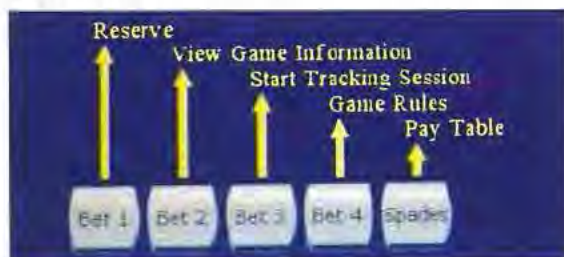 Reserve
View Game Information
Start Tracking Session
Game Rules
Pay Table
Bet 1 Bet 2 Bet 3 Bet 4 Spades